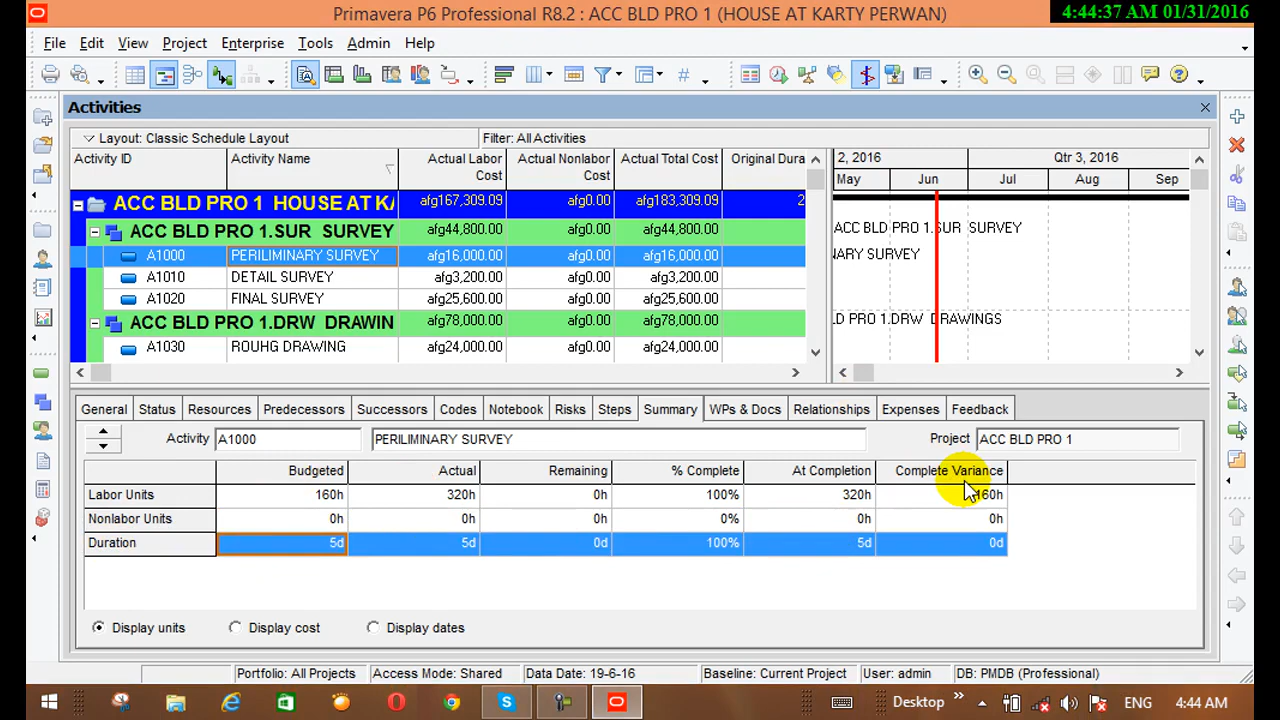 Primavera P6 Professional R8.2 : ACC BLD PRO 1 (HOUSE AT KARTY PERWAN)
4:44:37 AM 01/31/2016
File Edit View Project Enterprise Tools Admin Help
Activities
Layout: Classic Schedule Layout Filter: All Activities
Activity ID Activity Name Actual Labor Cost Actual Nonlabor Cost Actual Total Cost Original Dura
2, 2016 Qtr 3, 2016
May Jun Jul Aug Sep
ACC BLD PRO 1 HOUSE AT KA afg167,309.09 afg0.00 afg183,309.09 2
ACC BLD PRO 1.SUR SURVEY afg44,800.00 afg0.00 afg44,800.00 ACC BLD PRO 1.SUR SURVEY
A1000 PERILIMINARY SURVEY afg16,000.00 afg0.00 afg16,000.00 NARY SURVEY
A1010 DETAIL SURVEY afg3,200.00 afg0.00 afg3,200.00
A1020 FINAL SURVEY afg25,600.00 afg0.00 afg25,600.00
ACC BLD PRO 1.DRW DRAWIN afg78,000.00 afg0.00 afg78,000.00 LD PRO 1.DRW DRAWINGS
A1030 ROUHG DRAWING afg24,000.00 afg0.00 afg24,000.00
General Status Resources Predecessors Successors Codes Notebook Risks Steps Summary WPs & Docs Relationships Expenses Feedback
Activity A1000 PERILIMINARY SURVEY Project ACC BLD PRO 1
Budgeted Actual Remaining % Complete At Completion Complete Variance
Labor Units 160h 320h 0h 100% 320h 160h
Nonlabor Units 0h 0h 0h 0% 0h 0h
Duration 5d 5d 0d 100% 5d 0d
Display units Display cost Display dates
Portfolio: All Projects Access Mode: Shared Data Date: 19-6-16 Baseline: Current Project User: admin DB: PMDB (Professional)
Desktop ENG 4:44 AM